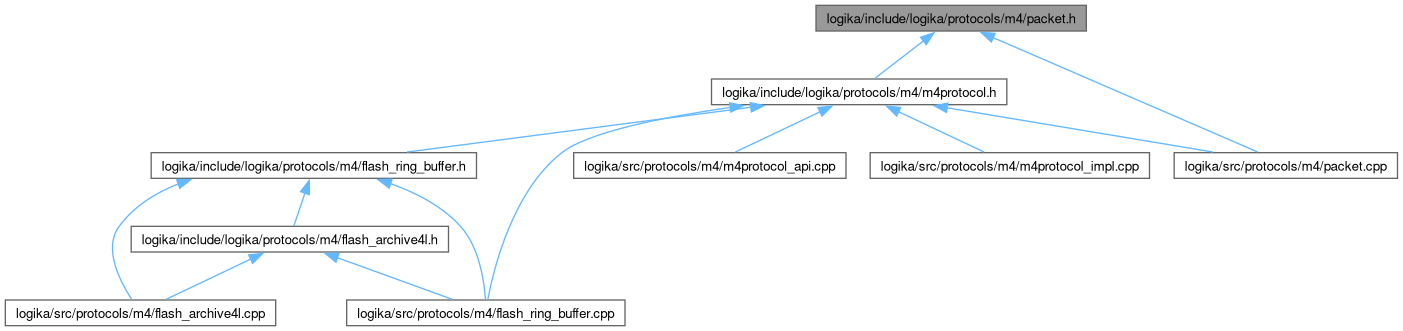 logika/include/logika/protocols/m4/packet.h
logika/include/logika/protocols/m4/m4protocol.h
logika/include/logika/protocols/m4/flash_ring_buffer.h
logika/src/protocols/m4/m4protocol_api.cpp
logika/src/protocols/m4/m4protocol_impl.cpp
logika/src/protocols/m4/packet.cpp
logika/include/logika/protocols/m4/flash_archive4l.h
logika/src/protocols/m4/flash_archive4l.cpp
logika/src/protocols/m4/flash_ring_buffer.cpp